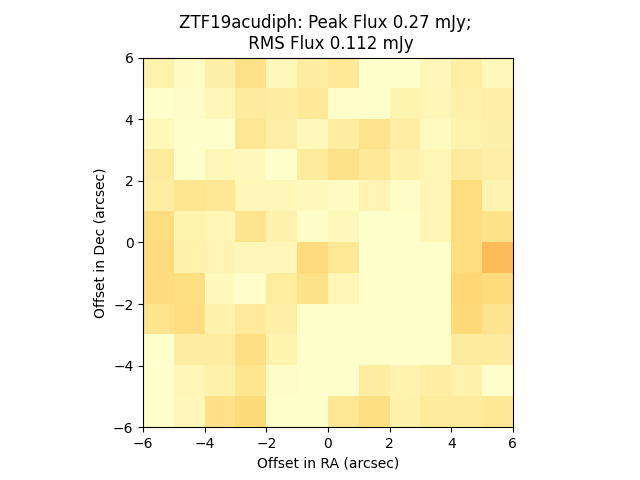 ZTF19acudiph: Peak Flux 0.27 mJy;
RMS Flux 0.112 mJy
6
4
2
0
−2
−4
−6
Offset in Dec (arcsec)
−6 −4 −2 0 2 4 6
Offset in RA (arcsec)